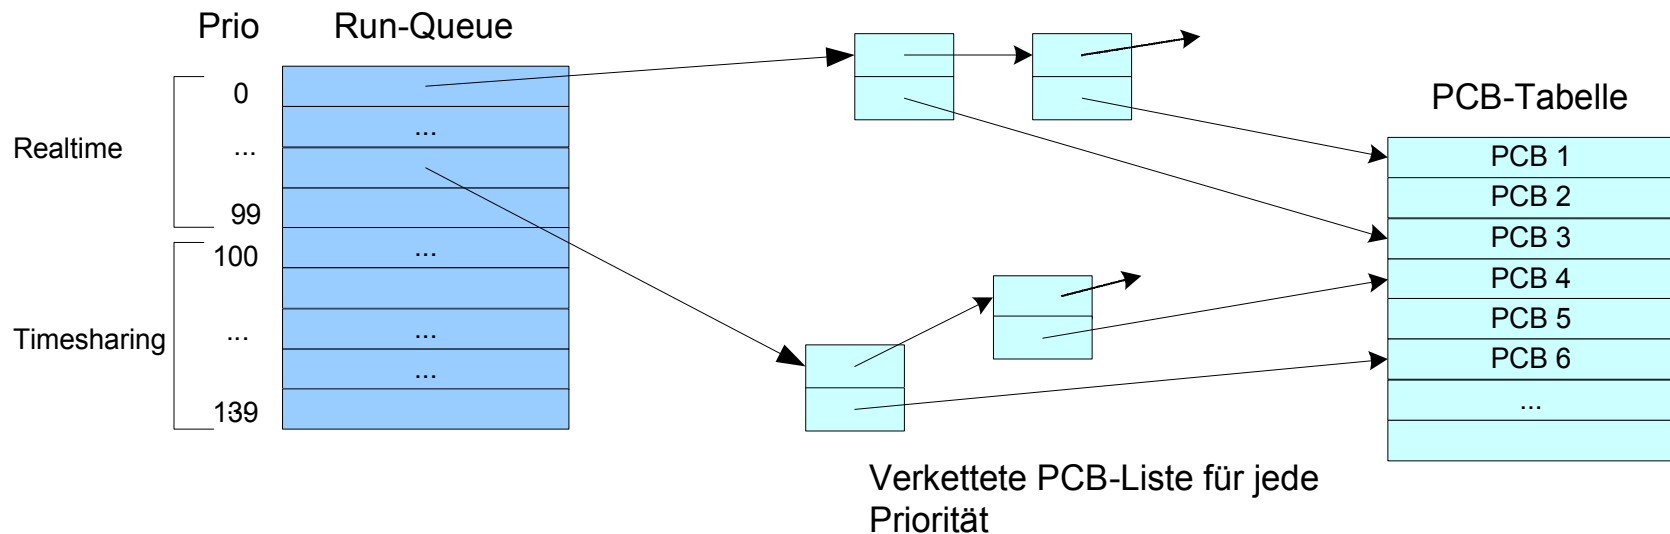 Prio
Run-Queue
PCB-Tabelle
0
...
Realtime
...
99
100
...
Timesharing
...
...
...
139
PCB 1
PCB 2
PCB 3
PCB 4
PCB 5
PCB 6
...
Verkettete PCB-Liste für jede
Priorität